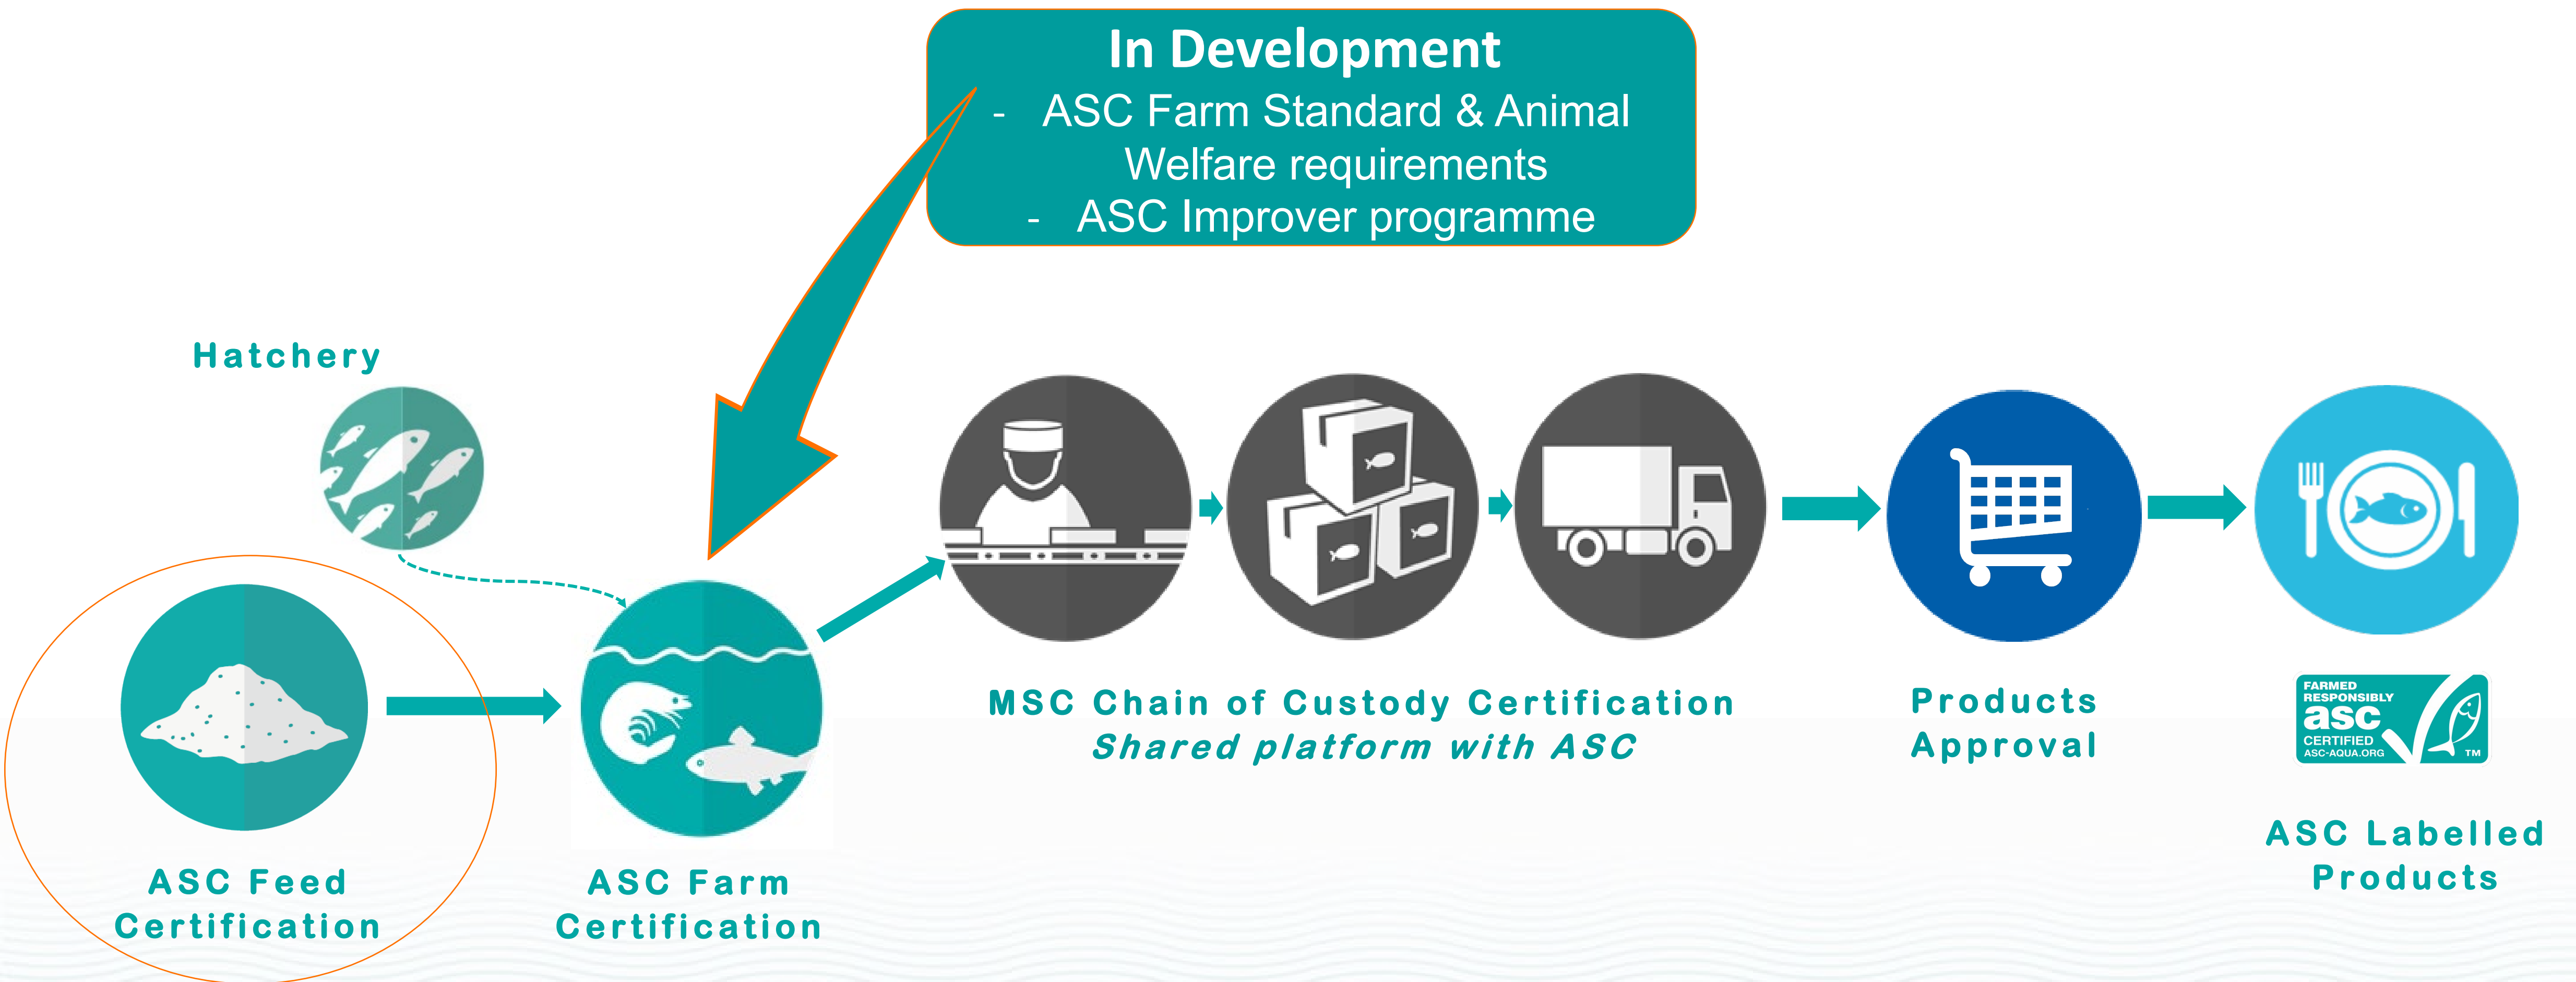 In Development
- ASC Farm Standard & Animal
Welfare requirements
- ASC Improver programme
Hatchery
ASC Feed
Certification
ASC Farm
Certification
MSC Chain of Custody Certification
Shared platform with ASC
Products
Approval
FARMED
RESPONSIBLY
asc
CERTIFIED
ASC-AQUA.ORG
TM
ASC Labelled
Products